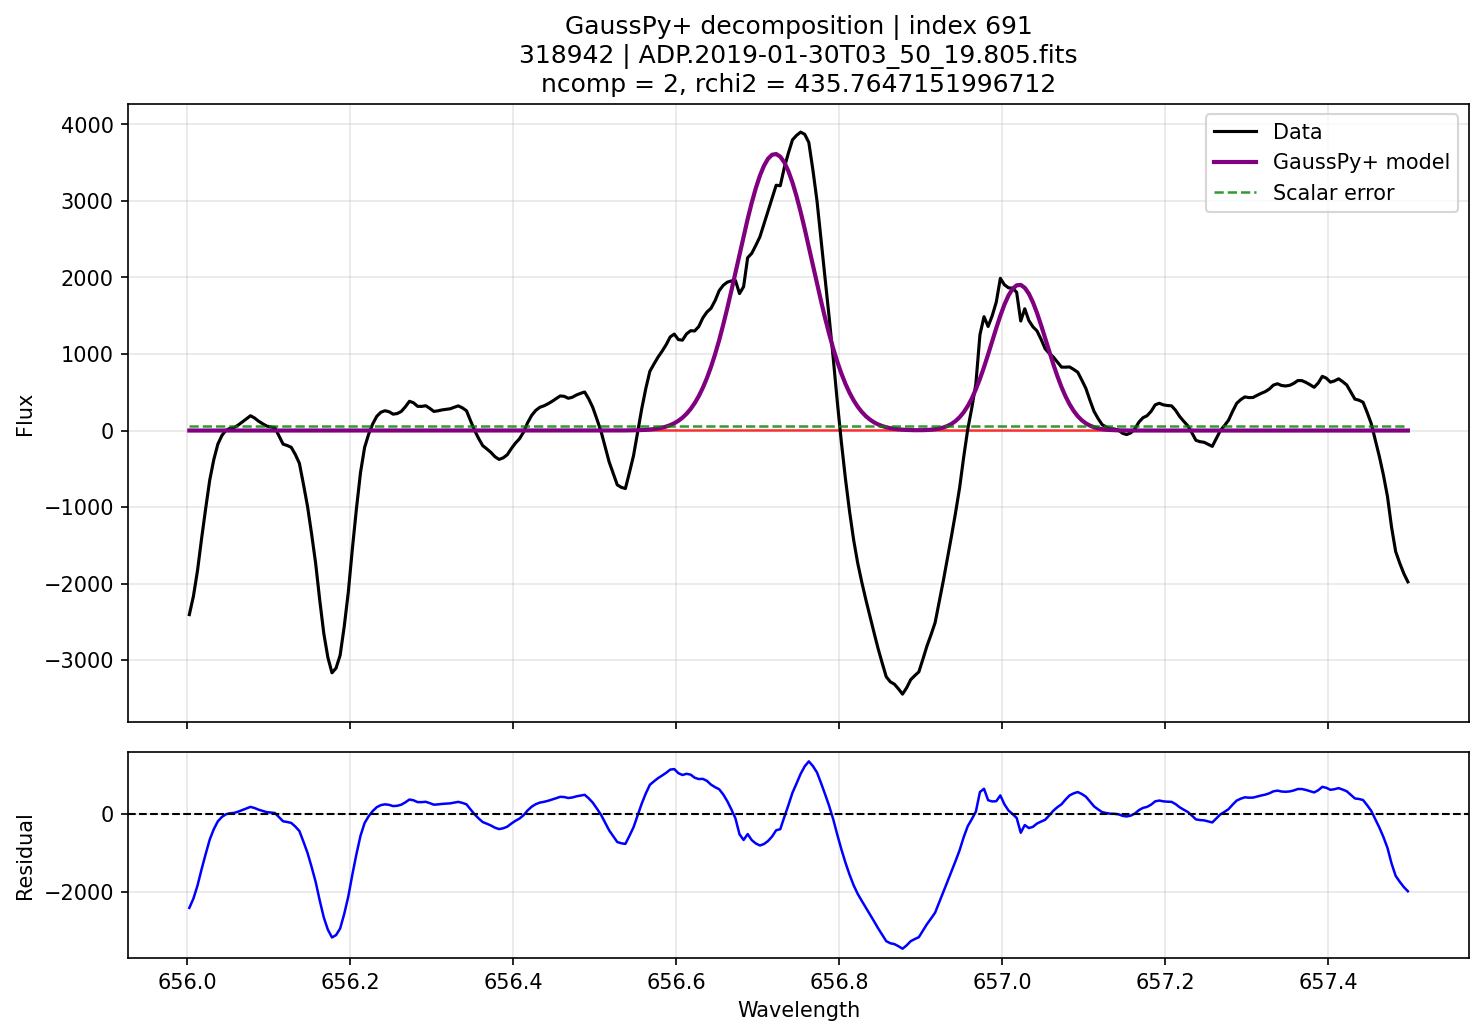 GaussPy+ decomposition | index 691
318942 | ADP.2019-01-30T03_50_19.805.fits
ncomp = 2, rchi2 = 435.7647151996712
Data
GaussPy+ model
Scalar error
Flux
4000
3000
2000
1000
0
−1000
−2000
−3000
Residual
0
−2000
656.0
656.2
656.4
656.6
656.8
657.0
657.2
657.4
Wavelength